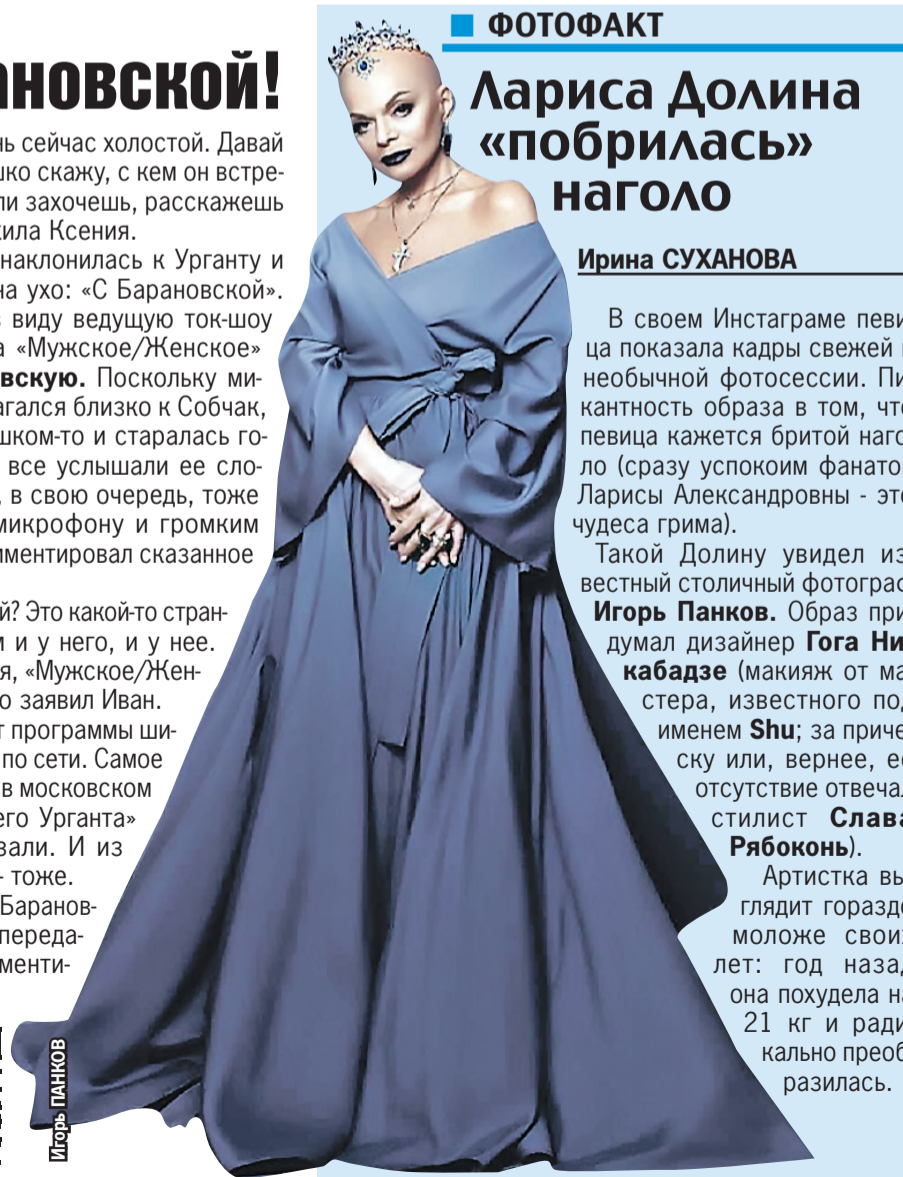 ановской!
нь сейчас холостой. Давай
шко скажу, с кем он встре-
ли захочешь, расскажешь
жила Ксения.
наклонилась к Урганту и
на ухо: «С Барановской».
в виду ведущую ток-шоу
а «Мужское/Женское»
вскую. Поскольку ми-
агался близко к Собчак,
шком-то и старалась го-
все услышали ее сло-
, в свою очередь, тоже
микрофону и громким
ментировал сказанное
й? Это какой-то стран-
м и у него, и у нее.
я, «Мужское/Жен-
о заявил Иван.
т программы ши-
по сети. Самое
в московском
его Урганта»
зали. И из
- тоже.
Баранов-
переда-
менти-
Игорь ПАНКОВ
ФОТОФАКТ
Лариса Долина
«побрилась»
наголо
Ирина СУХАНОВА
В своем Инстаграме певи-
ца показала кадры свежей и
необычной фотосессии. Пи-
кантность образа в том, что
певица кажется бритой наго-
ло (сразу успокоим фанатов
Ларисы Александровны - это
чудеса грима).
Такой Долину увидел из-
вестный столичный фотограф
Игорь Панков. Образ при-
думал дизайнер Гога Ни-
кабадзе (макияж от ма-
стера, известного под
именем Shu; за приче-
ску или, вернее, ее
отсутствие отвечал
стилист Слава
Рябоконь).
Артистка вы-
глядит гораздо
моложе своих
лет: год назад
она похудела на
21 кг и ради-
кально преоб-
разилась.